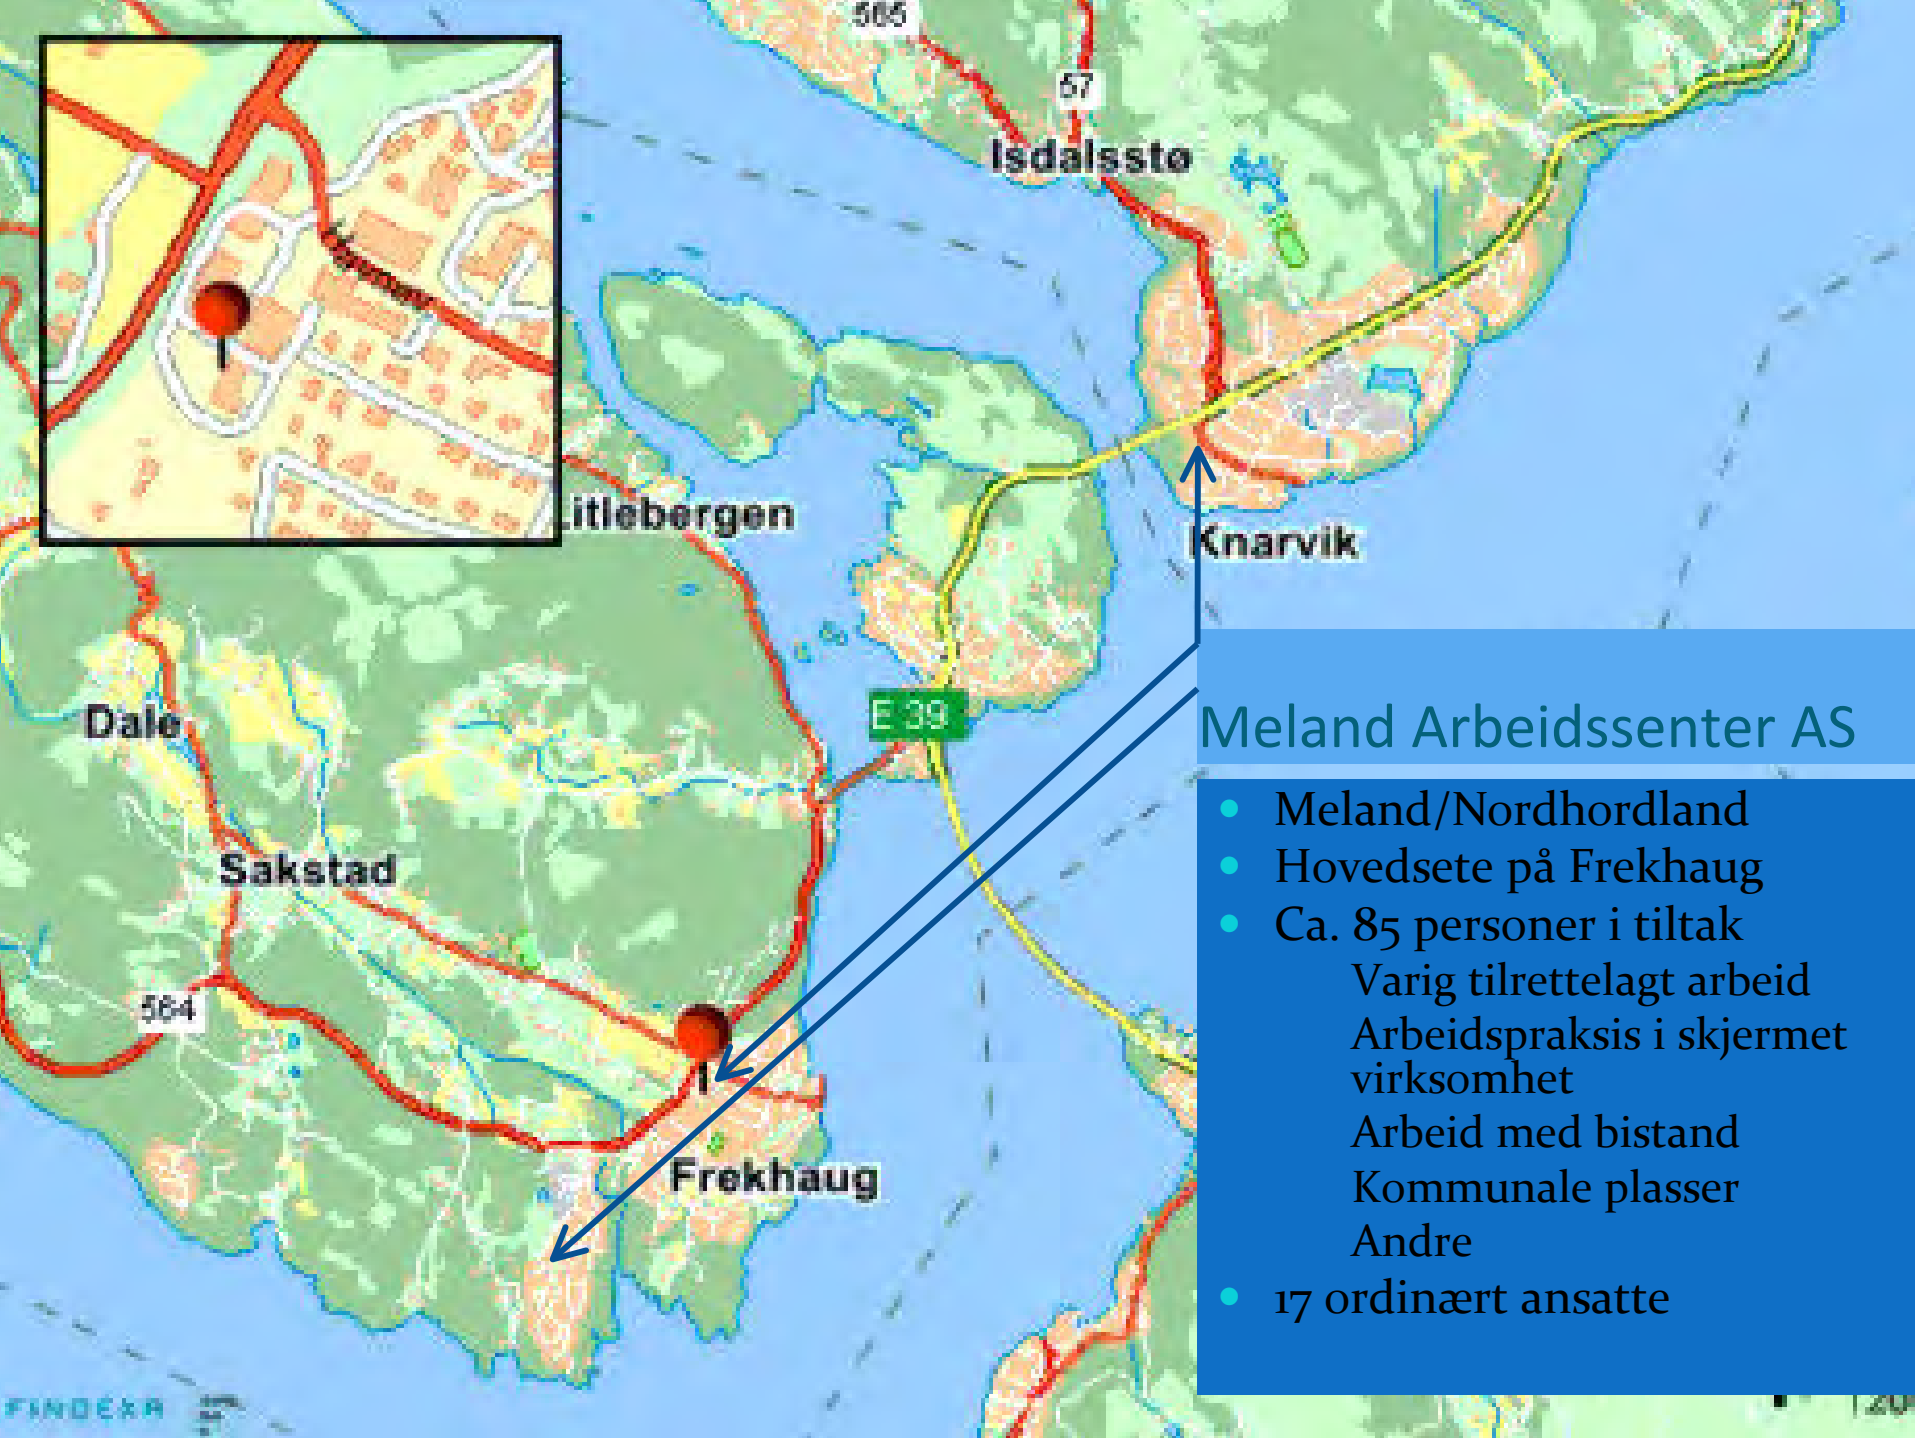 565
57
Isdalsstø
itlebergen
Knarvik
E 39
Dale
Meland Arbeidssenter AS
Meland/Nordhordland
Hovedsete på Frekhaug
Ca. 85 personer i tiltak
Varig tilrettelagt arbeid
Arbeidspraksis i skjermet
virksomhet
Arbeid med bistand
Kommunale plasser
Andre
17 ordinært ansatte
Sakstad
564
Frekhaug
FINDEXA